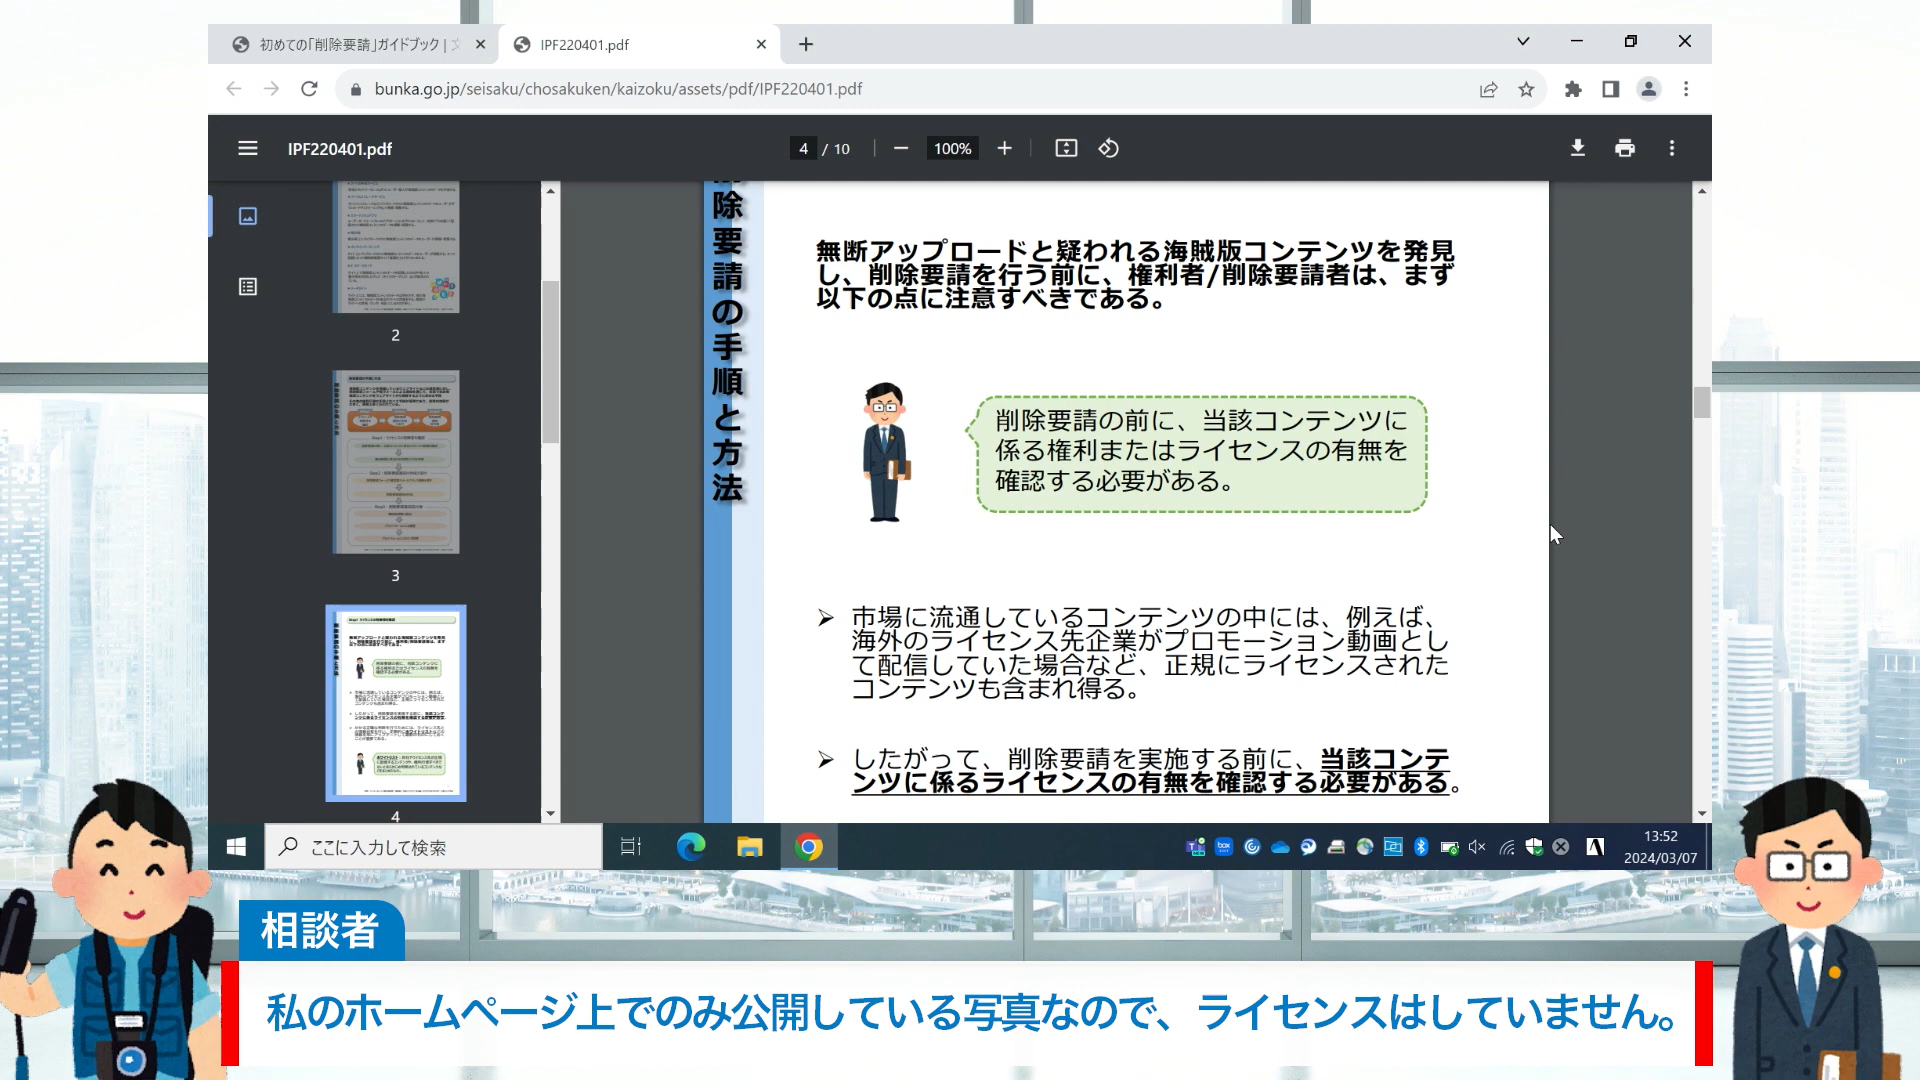 初めての「削除要請」ガイドブック |
IPF220401.pdf
bunka.go.jp/seisaku/chosakuken/kaizoku/assets/pdf/IPF220401.pdf
IPF220401.pdf
4 / 10
100%
2
3
4
除要請の手順と方法
無断アップロードと疑われる海賊版コンテンツを発見
し、削除要請を行う前に、権利者/削除要請者は、まず
以下の点に注意すべきである。
削除要請の前に、当該コンテンツに
係る権利またはライセンスの有無を
確認する必要がある。
➢ 市場に流通しているコンテンツの中には、例えば、
海外のライセンス先企業がプロモーション動画とし
て配信していた場合など、正規にライセンスされた
コンテンツも含まれ得る。
➢ したがって、削除要請を実施する前に、当該コンテ
ンツに係るライセンスの有無を確認する必要がある。
ここに入力して検索
13:52
2024/03/07
相談者
私のホームページ上でのみ公開している写真なので、ライセンスはしていません。